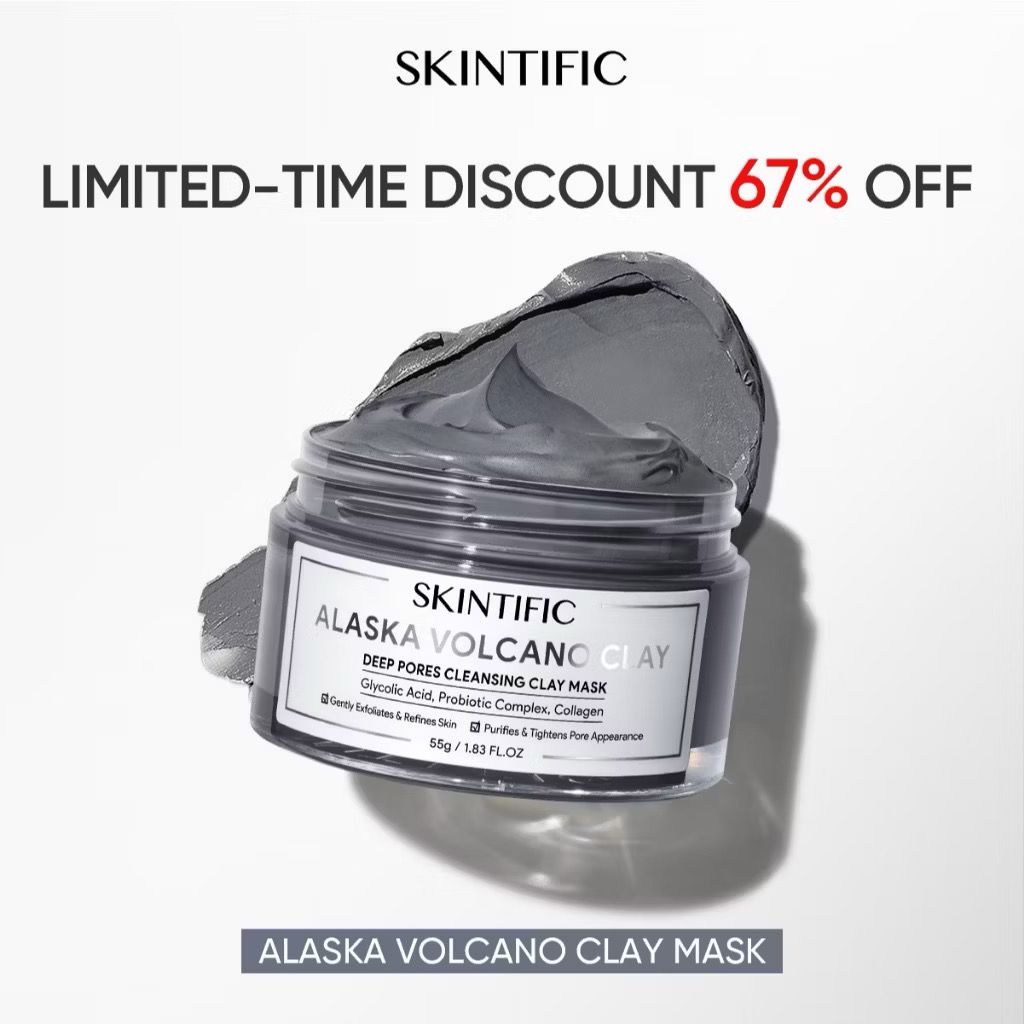 SKINTIFIC
LIMITED-TIME DISCOUNT 67% OFF
SKINTIFIC
ALASKA VOLCANO CLAY
DEEP PORES CLEANSING CLAY MASK
Glycolic Acid, Probiotic Complex, Collagen
☑ Gently Exfoliates & Refines Skin ☑ Purifies & Tightens Pore Appearance
55g / 1.83 FL.OZ
ALASKA VOLCANO CLAY MASK